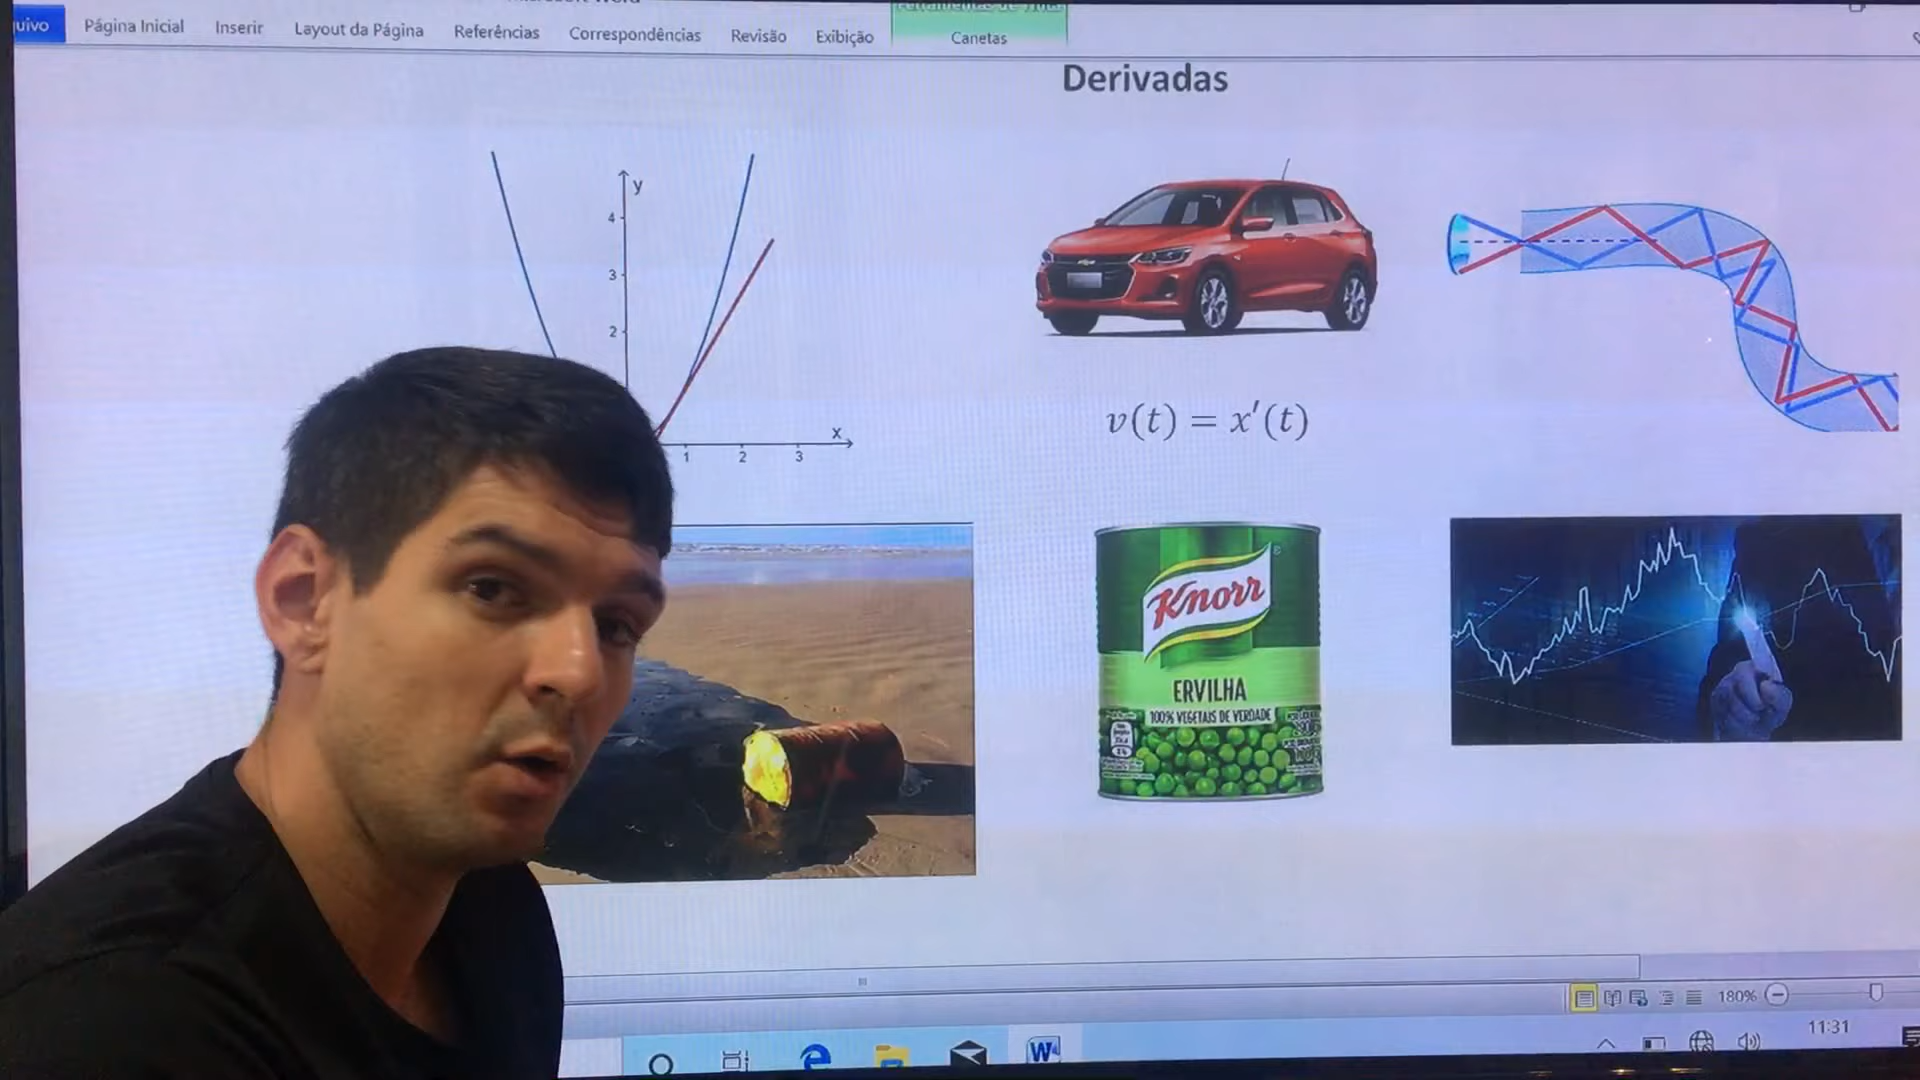 uivo Página Inicial Inserir Layout da Página Referências Correspondências Revisão Exibição Canetas
Derivadas
y
4
3
2
x
1 2 3
v(t) = x′(t)
Knorr
®
ERVILHA
100% VEGETAIS DE VERDADE
180%
11:31